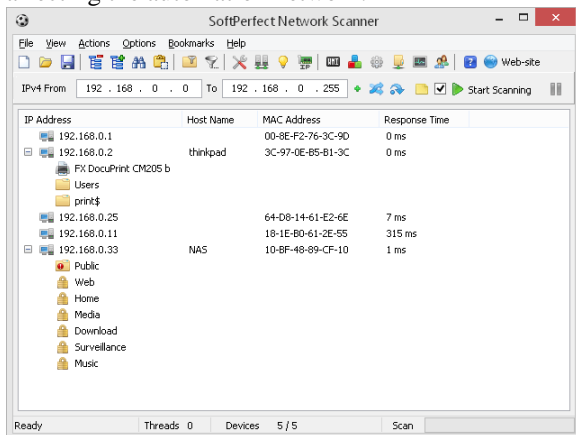 SoftPerfect Network Scanner
File View Actions Options Bookmarks Help
Web-site
IPv4 From 192 . 168 . 0 . 0 To 192 . 168 . 0 . 255 Start Scanning
IP Address Host Name MAC Address Response Time
192.168.0.1 00-8E-F2-76-3C-9D 0 ms
192.168.0.2 thinkpad 3C-97-0E-B5-B1-3C 0 ms
FX DocuPrint CM205 b
Users
print$
192.168.0.25 64-D8-14-61-E2-6E 7 ms
192.168.0.11 18-1E-B0-61-2E-55 315 ms
192.168.0.33 NAS 10-BF-48-89-CF-10 1 ms
Public
Web
Home
Media
Download
Surveillance
Music
Ready Threads 0 Devices 5 / 5 Scan